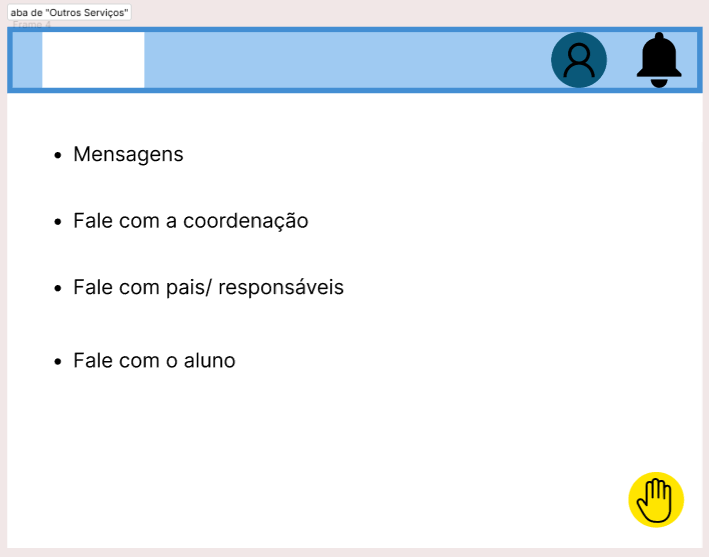 aba de "Outros Serviços"
Frame 4
• Mensagens
• Fale com a coordenação
• Fale com pais/ responsáveis
• Fale com o aluno